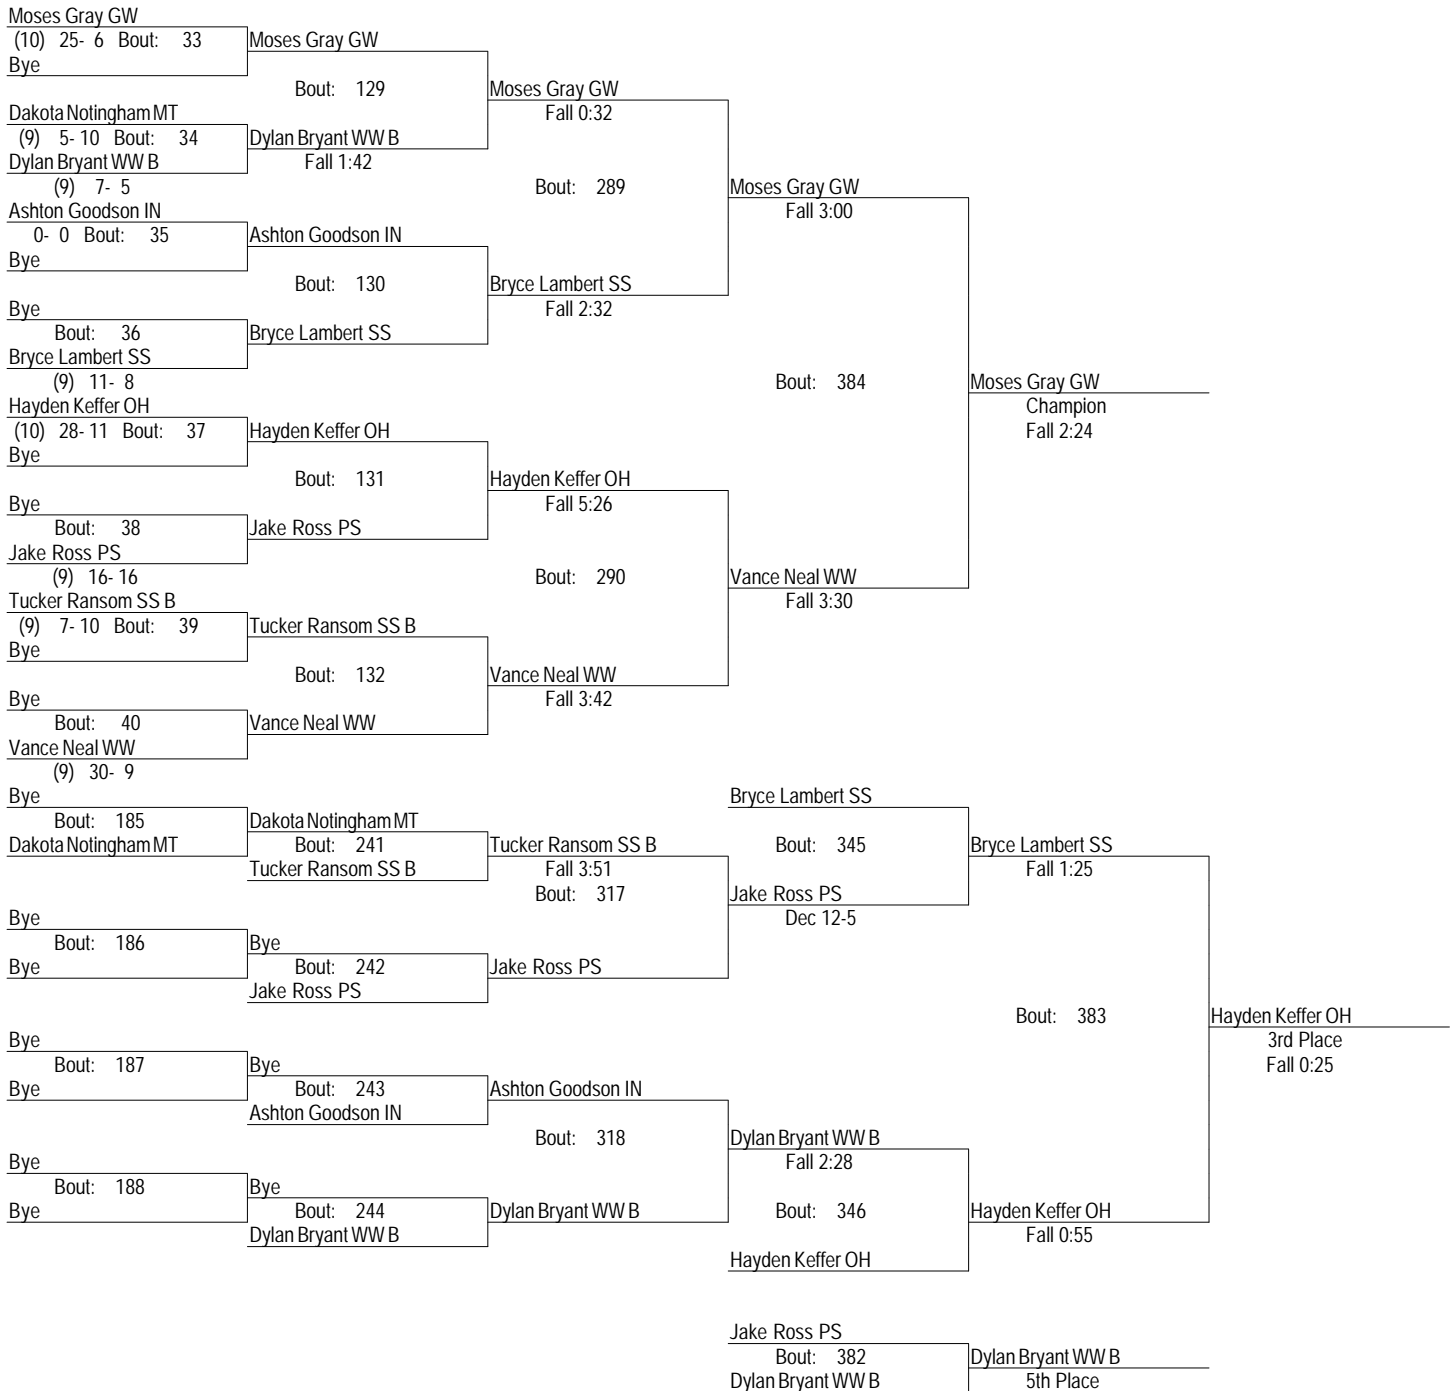 Moses Gray GW
(10) 25- 6 Bout: 33 Moses Gray GW
Bye
Bout: 129 Moses Gray GW
Dakota Notingham MT Fall 0:32
(9) 5- 10 Bout: 34 Dylan Bryant WW B
Dylan Bryant WW B Fall 1:42
(9) 7- 5 Bout: 289 Moses Gray GW
Ashton Goodson IN Fall 3:00
0- 0 Bout: 35 Ashton Goodson IN
Bye
Bout: 130 Bryce Lambert SS
Bye Fall 2:32
Bout: 36 Bryce Lambert SS
Bryce Lambert SS
(9) 11- 8 Bout: 384 Moses Gray GW
Hayden Keffer OH Champion
(10) 28- 11 Bout: 37 Hayden Keffer OH Fall 2:24
Bye
Bout: 131 Hayden Keffer OH
Bye Fall 5:26
Bout: 38 Jake Ross PS
Jake Ross PS
(9) 16- 16 Bout: 290 Vance Neal WW
Tucker Ransom SS B Fall 3:30
(9) 7- 10 Bout: 39 Tucker Ransom SS B
Bye
Bout: 132 Vance Neal WW
Bye Fall 3:42
Bout: 40 Vance Neal WW
Vance Neal WW
(9) 30- 9
Bye Bryce Lambert SS
Bout: 185 Dakota Notingham MT
Dakota Notingham MT Bout: 241 Tucker Ransom SS B Bout: 345 Bryce Lambert SS
Tucker Ransom SS B Fall 3:51 Fall 1:25
Bout: 317 Jake Ross PS
Bye Dec 12-5
Bout: 186 Bye
Bye Bout: 242 Jake Ross PS
Jake Ross PS
Bout: 383 Hayden Keffer OH
Bye 3rd Place
Bout: 187 Bye Fall 0:25
Bye Bout: 243 Ashton Goodson IN
Ashton Goodson IN
Bout: 318 Dylan Bryant WW B
Bye Fall 2:28
Bout: 188 Bye
Bye Bout: 244 Dylan Bryant WW B Bout: 346 Hayden Keffer OH
Dylan Bryant WW B Fall 0:55
Hayden Keffer OH
Jake Ross PS
Bout: 382 Dylan Bryant WW B
Dylan Bryant WW B 5th Place